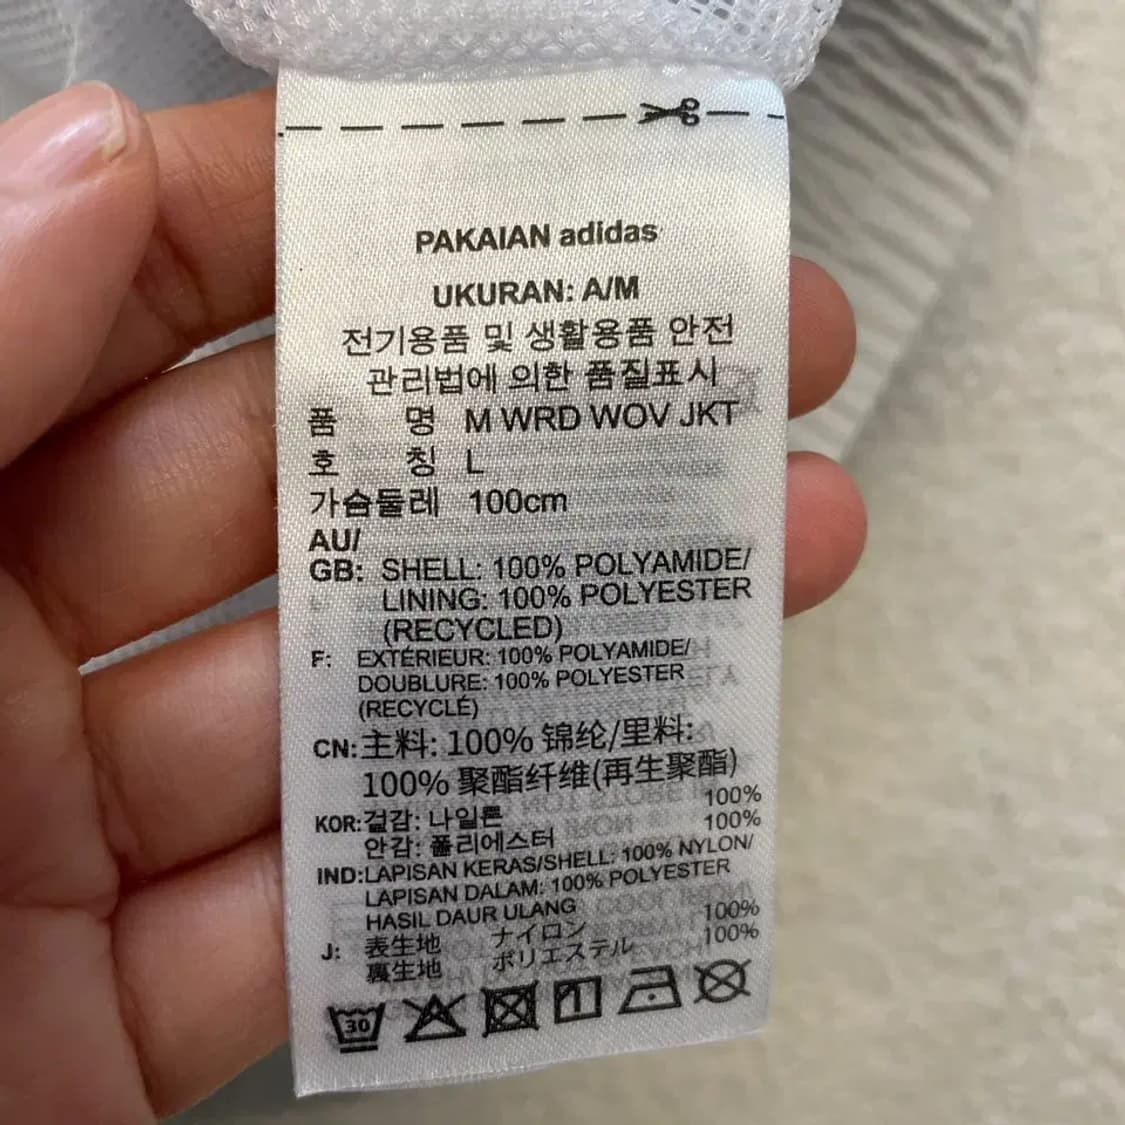 PAKAIAN adidas
UKURAN: A/M
전기용품 및 생활용품 안전
관리법에 의한 품질표시
품 명 M WRD WOV JKT
호 칭 L
가슴둘레 100cm
AU/
GB: SHELL: 100% POLYAMIDE/
LINING: 100% POLYESTER
(RECYCLED)
F: EXTÉRIEUR: 100% POLYAMIDE/
DOUBLURE: 100% POLYESTER
(RECYCLÉ)
CN: 主料: 100% 锦纶/里料:
100% 聚酯纤维(再生聚酯)
KOR: 겉감: 나일론 100%
안감: 폴리에스터 100%
IND: LAPISAN KERAS/SHELL: 100% NYLON/
LAPISAN DALAM: 100% POLYESTER
HASIL DAUR ULANG
J: 表生地 ナイロン 100%
裏生地 ポリエステル 100%
30